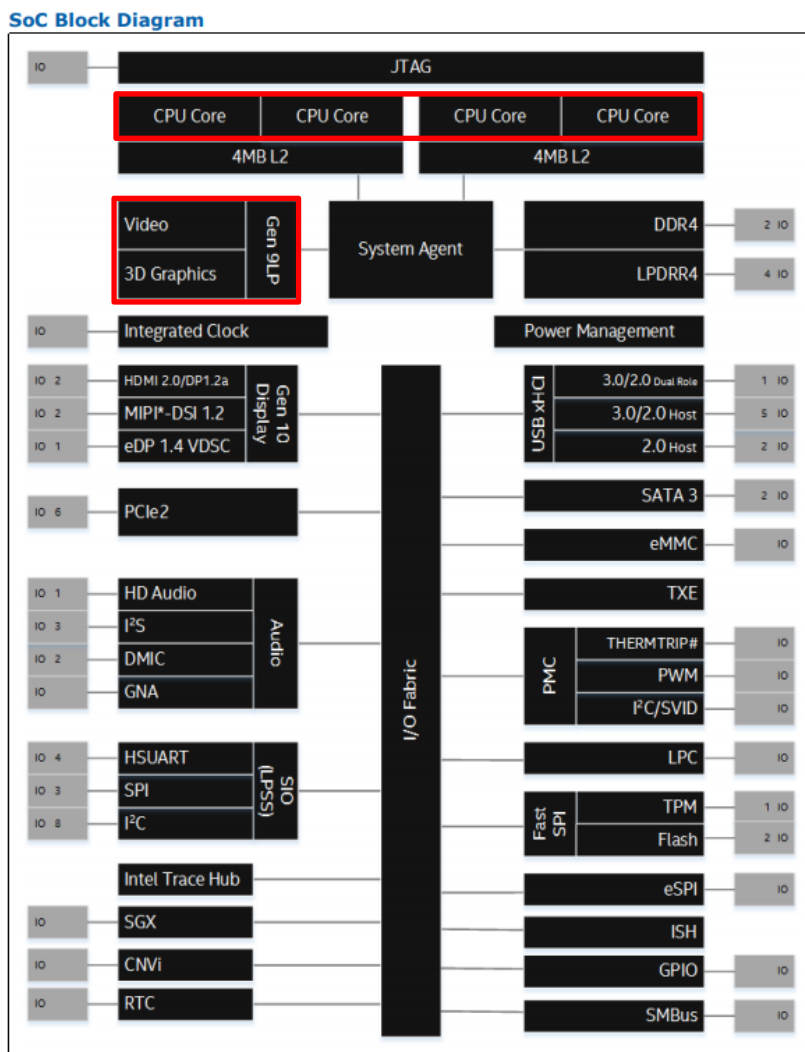 SoC Block Diagram
IO
JTAG
CPU Core
CPU Core
CPU Core
CPU Core
4MB L2
4MB L2
Video
3D Graphics
Gen 9LP
System Agent
DDR4
2 IO
LPDRR4
4 IO
IO
Integrated Clock
Power Management
IO 2
HDMI 2.0/DP1.2a
IO 2
MIPI*-DSI 1.2
IO 1
eDP 1.4 VDSC
Gen 10
Display
USB xHCI
3.0/2.0 Dual Role
1 IO
3.0/2.0 Host
5 IO
2.0 Host
2 IO
IO 6
PCIe2
SATA 3
2 IO
eMMC
IO
TXE
IO 1
HD Audio
IO 3
I²S
IO 2
DMIC
IO
GNA
Audio
I/O Fabric
PMC
THERMTRIP#
IO
PWM
IO
I²C/SVID
IO
IO 4
HSUART
IO 3
SPI
IO 8
I²C
SIO
(LPSS)
LPC
IO
Fast
SPI
TPM
1 IO
Flash
2 IO
Intel Trace Hub
eSPI
IO
IO
SGX
ISH
IO
CNVi
GPIO
IO
IO
RTC
SMBus
IO